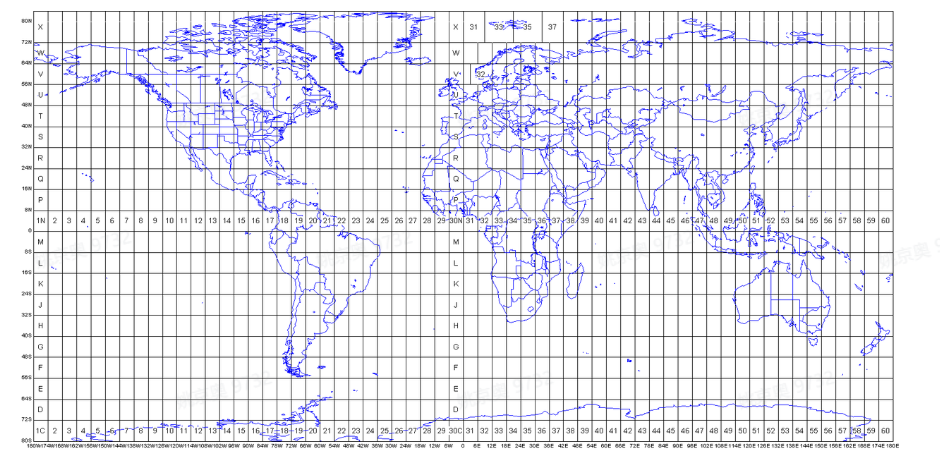 80N X X 31 33 35 37
72N W W
64N V V 32
56N U U
48N T T
40N S
32N R R
24N Q Q
16N P P
8N 1N 2 3 4 5 6 7 8 9 10 11 12 13 14 15 16 17 18 19 20 21 22 23 24 25 26 27 28 29 30N 31 32 33 34 35 36 37 38 39 40 41 42 43 44 45 46 47 48 49 50 51 52 53 54 55 56 57 58 59 60
0 M M
8S L L
16S K K
24S J J
32S H H
40S G G
48S F F
56S E E
64S D D
72S 1C 2 3 4 5 6 7 8 9 10 11 12 13 14 15 16 17 18 19 20 21 22 23 24 25 26 27 28 29 30C 31 32 33 34 35 36 37 38 39 40 41 42 43 44 45 46 47 48 49 50 51 52 53 54 55 56 57 58 59 60
80S
180W 174W 168W 162W 156W 150W 144W 138W 132W 126W 120W 114W 108W 102W 96W 90W 84W 78W 72W 66W 60W 54W 48W 42W 36W 30W 24W 18W 12W 6W 0 6E 12E 18E 24E 30E 36E 42E 48E 54E 60E 66E 72E 78E 84E 90E 96E 102E 108E 114E 120E 126E 132E 138E 144E 150E 156E 162E 168E 174E 180E